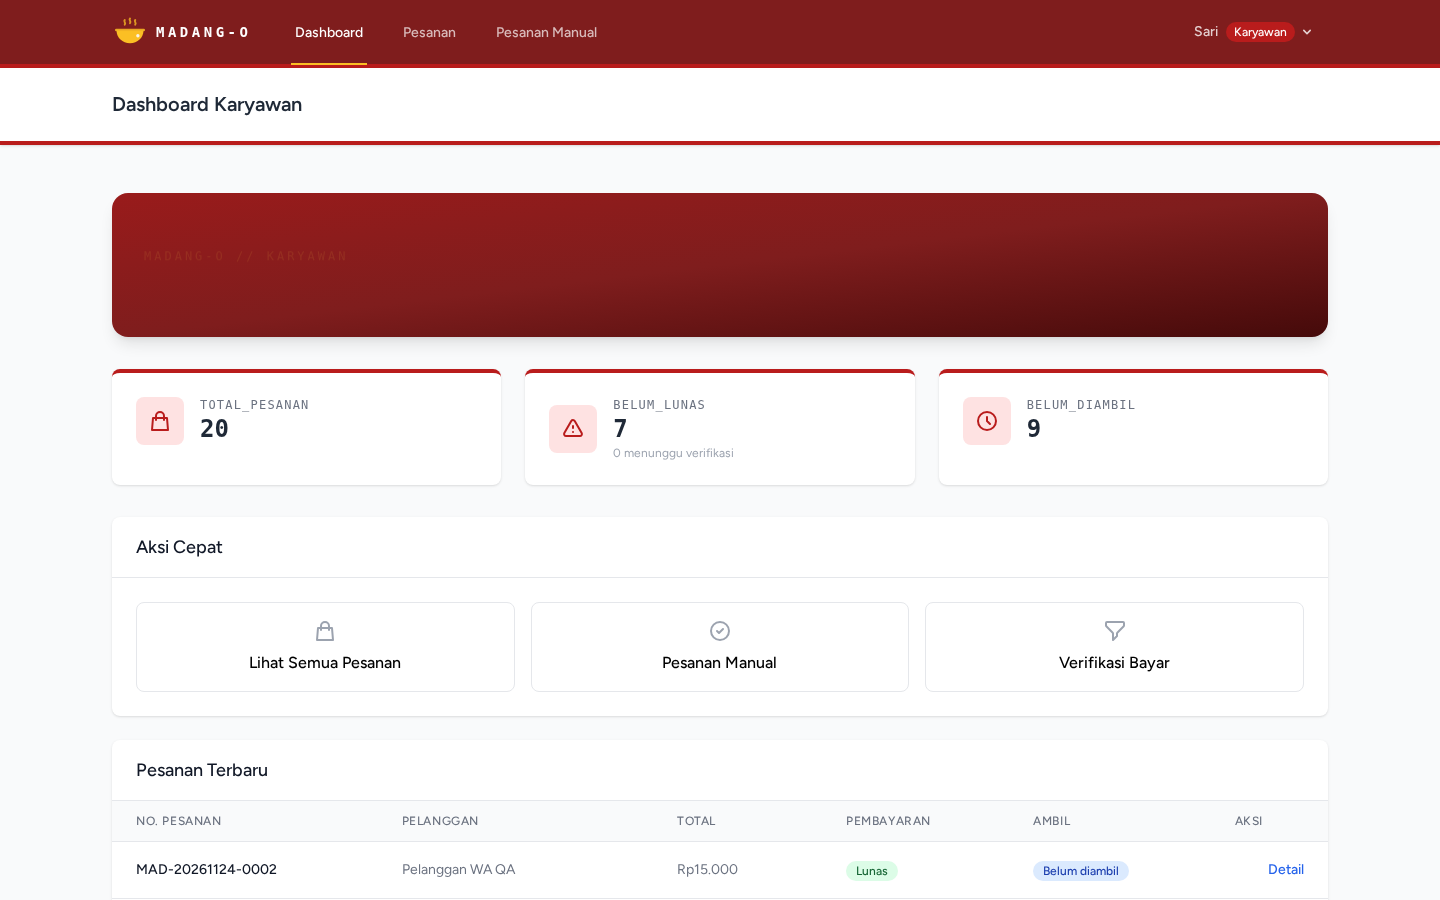 MADANG-O
Dashboard
Pesanan
Pesanan Manual
Sari
Karyawan
Dashboard Karyawan
MADANG-O // KARYAWAN
TOTAL_PESANAN
20
BELUM_LUNAS
7
0 menunggu verifikasi
BELUM_DIAMBIL
9
Aksi Cepat
Lihat Semua Pesanan
Pesanan Manual
Verifikasi Bayar
Pesanan Terbaru
NO. PESANAN PELANGGAN TOTAL PEMBAYARAN AMBIL AKSI
MAD-20261124-0002 Pelanggan WA QA Rp15.000 Lunas Belum diambil Detail